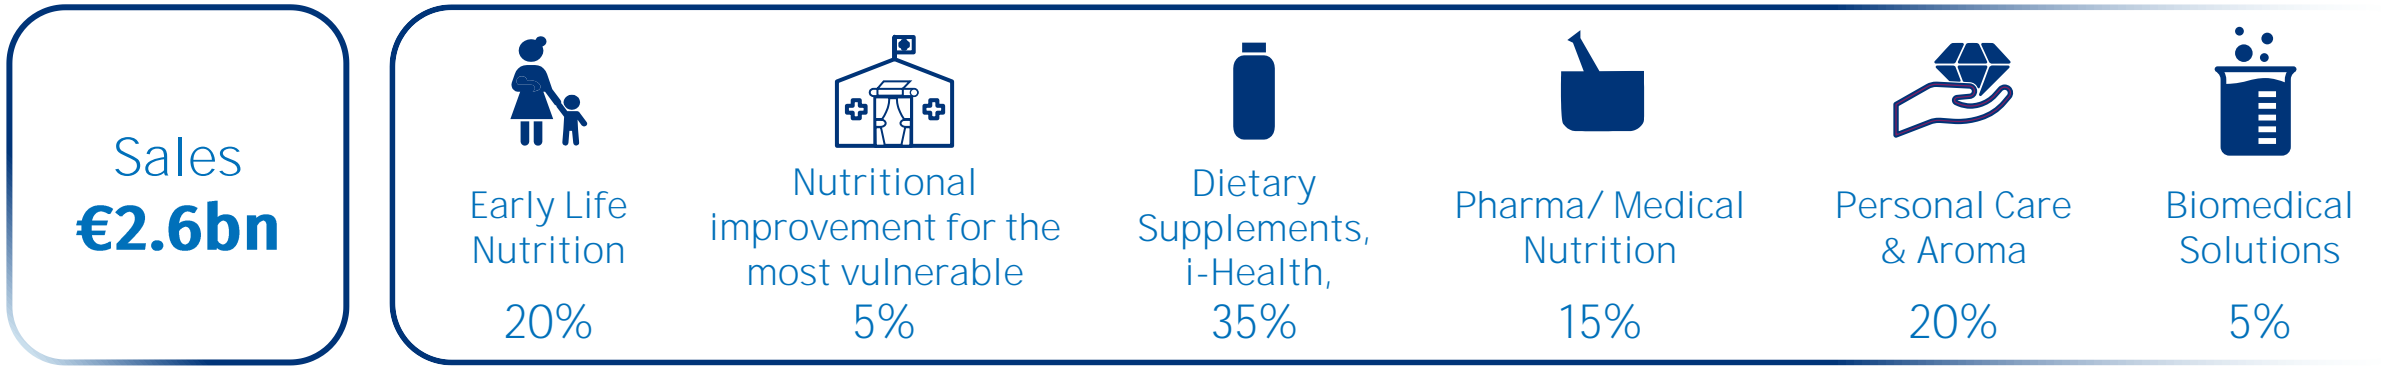 Sales
€2.6bn
Early Life
Nutrition
20%
Nutritional
improvement for the
most vulnerable
5%
Dietary
Supplements,
i-Health,
35%
Pharma/ Medical
Nutrition
15%
Personal Care
& Aroma
20%
Biomedical
Solutions
5%